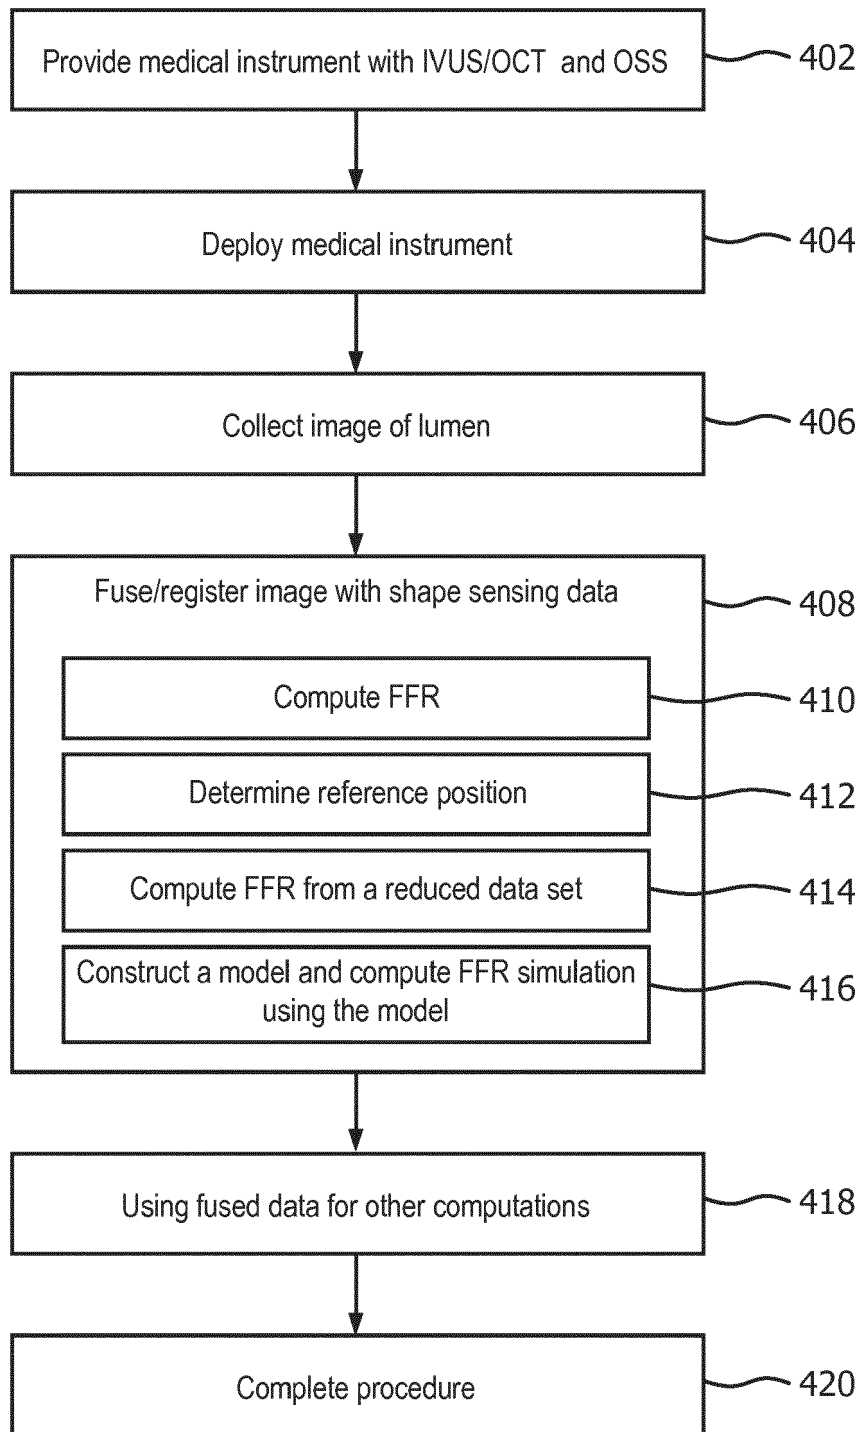 Provide medical instrument with IVUS/OCT and OSS
402
Deploy medical instrument
404
Collect image of lumen
406
Fuse/register image with shape sensing data
408
Compute FFR
410
Determine reference position
412
Compute FFR from a reduced data set
414
Construct a model and compute FFR simulation
using the model
416
Using fused data for other computations
418
Complete procedure
420